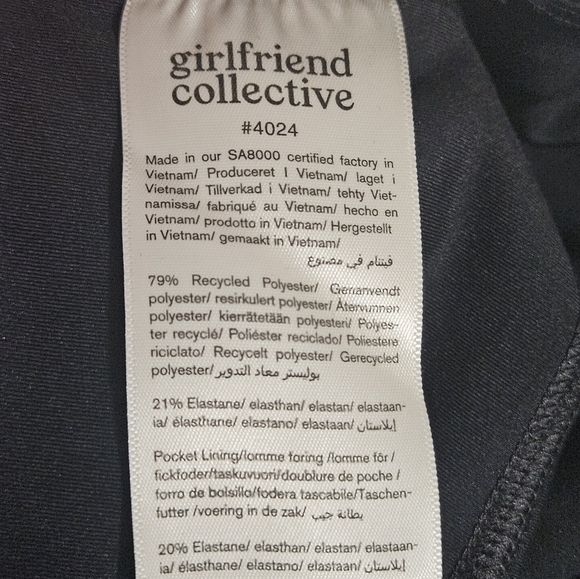 girlfriend
collective
#4024
Made in our SA8000 certified factory in
Vietnam/ Produceret I Vietnam/ laget i
Vietnam/ Tillverkad i Vietnam/ tehty Viet-
namissa/ fabriqué au Vietnam/ hecho en
Vietnam/ prodotto in Vietnam/ Hergestellt
in Vietnam/ gemaakt in Vietnam/
فيتنام في مصنوع
79% Recycled Polyester/ Genanvendt
polyester/ resirkulert polyester/ Återvunnen
polyester/ kierrätetään polyesteri/ Polyes-
ter recyclé/ Poliéster reciclado/ Poliestere
riciclato/ Recycelt polyester/ Gerecycled
polyester/ بوليستر معاد التدوير
21% Elastane/ elasthan/ elastan/ elastaan-
ia/ élasthane/ elastano/ elastaan/ إيلاستان
Pocket Lining/lomme foring /lomme fôr /
fickfoder/taskuvuori/doublure de poche /
forro de bolsillo/fodera tascabile/Taschen-
futter /voering in de zak/ بطانة جيب
20% Elastane/ elasthan/ elastan/ elastaan-
ia/ élasthane/ elastano/ elastaan/ إيلاستان